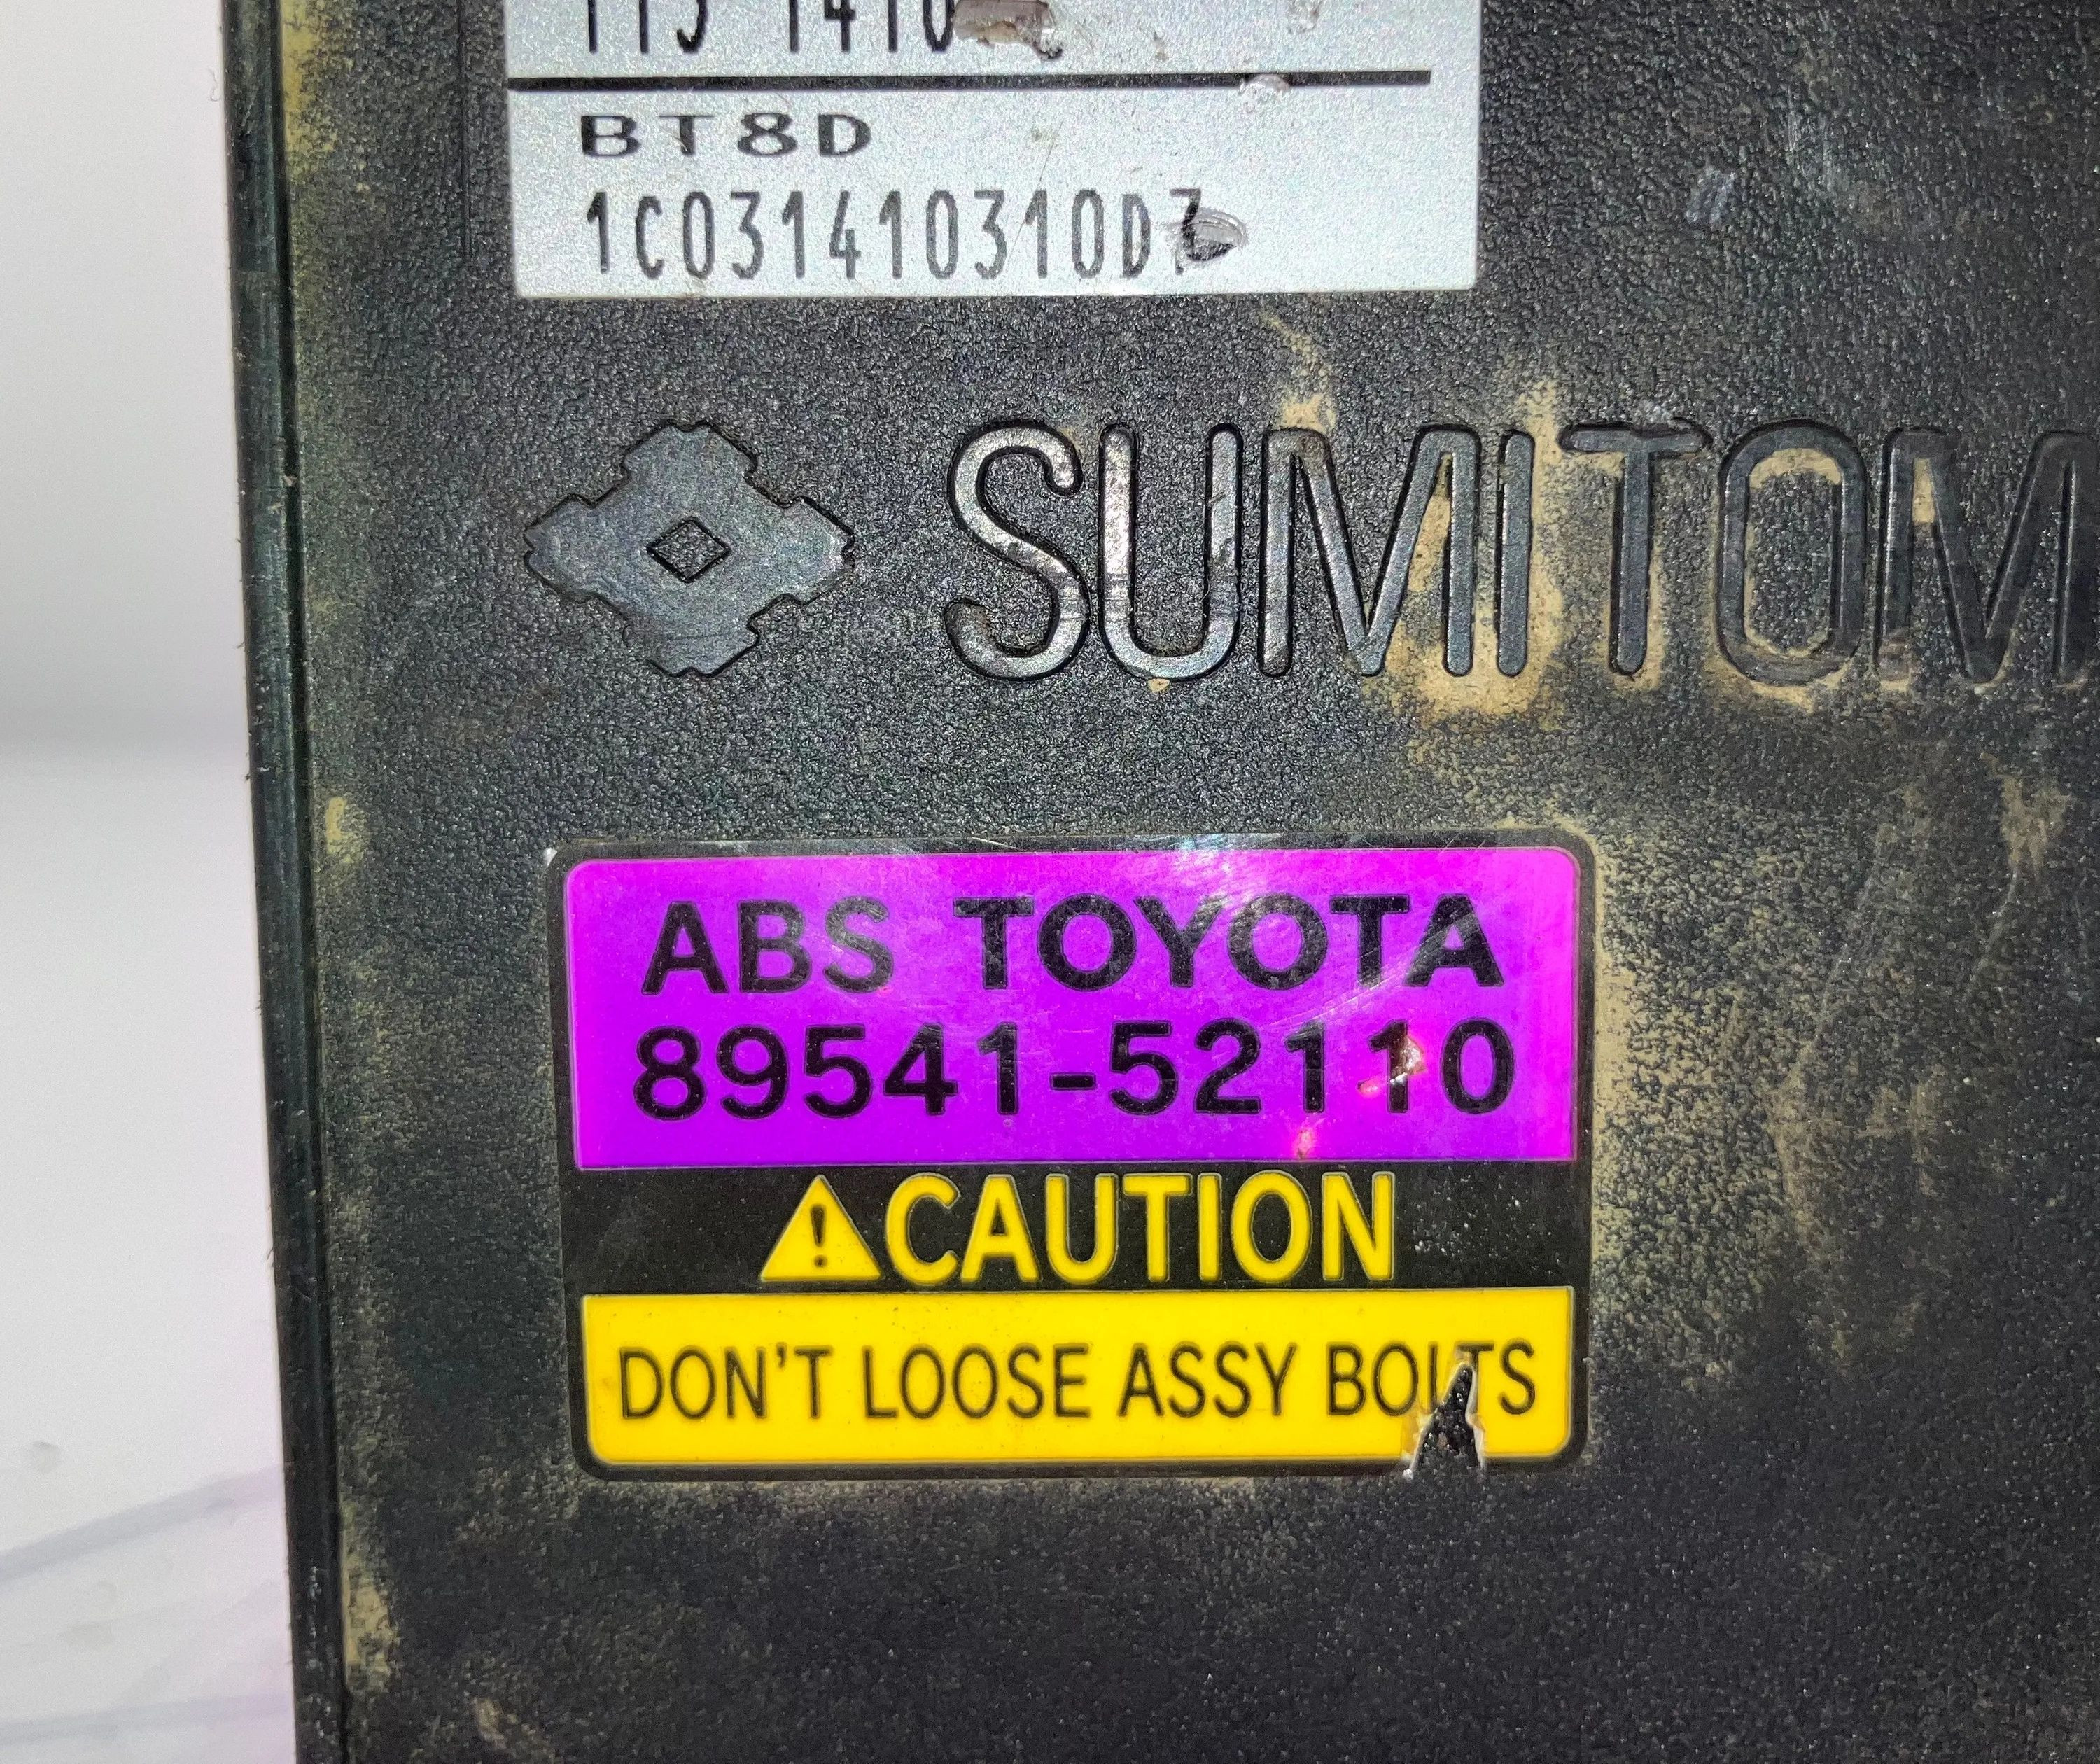 BT8D
1C031410310D
SUMITOM
ABS TOYOTA
89541-52110
CAUTION
DON'T LOOSE ASSY BOLTS